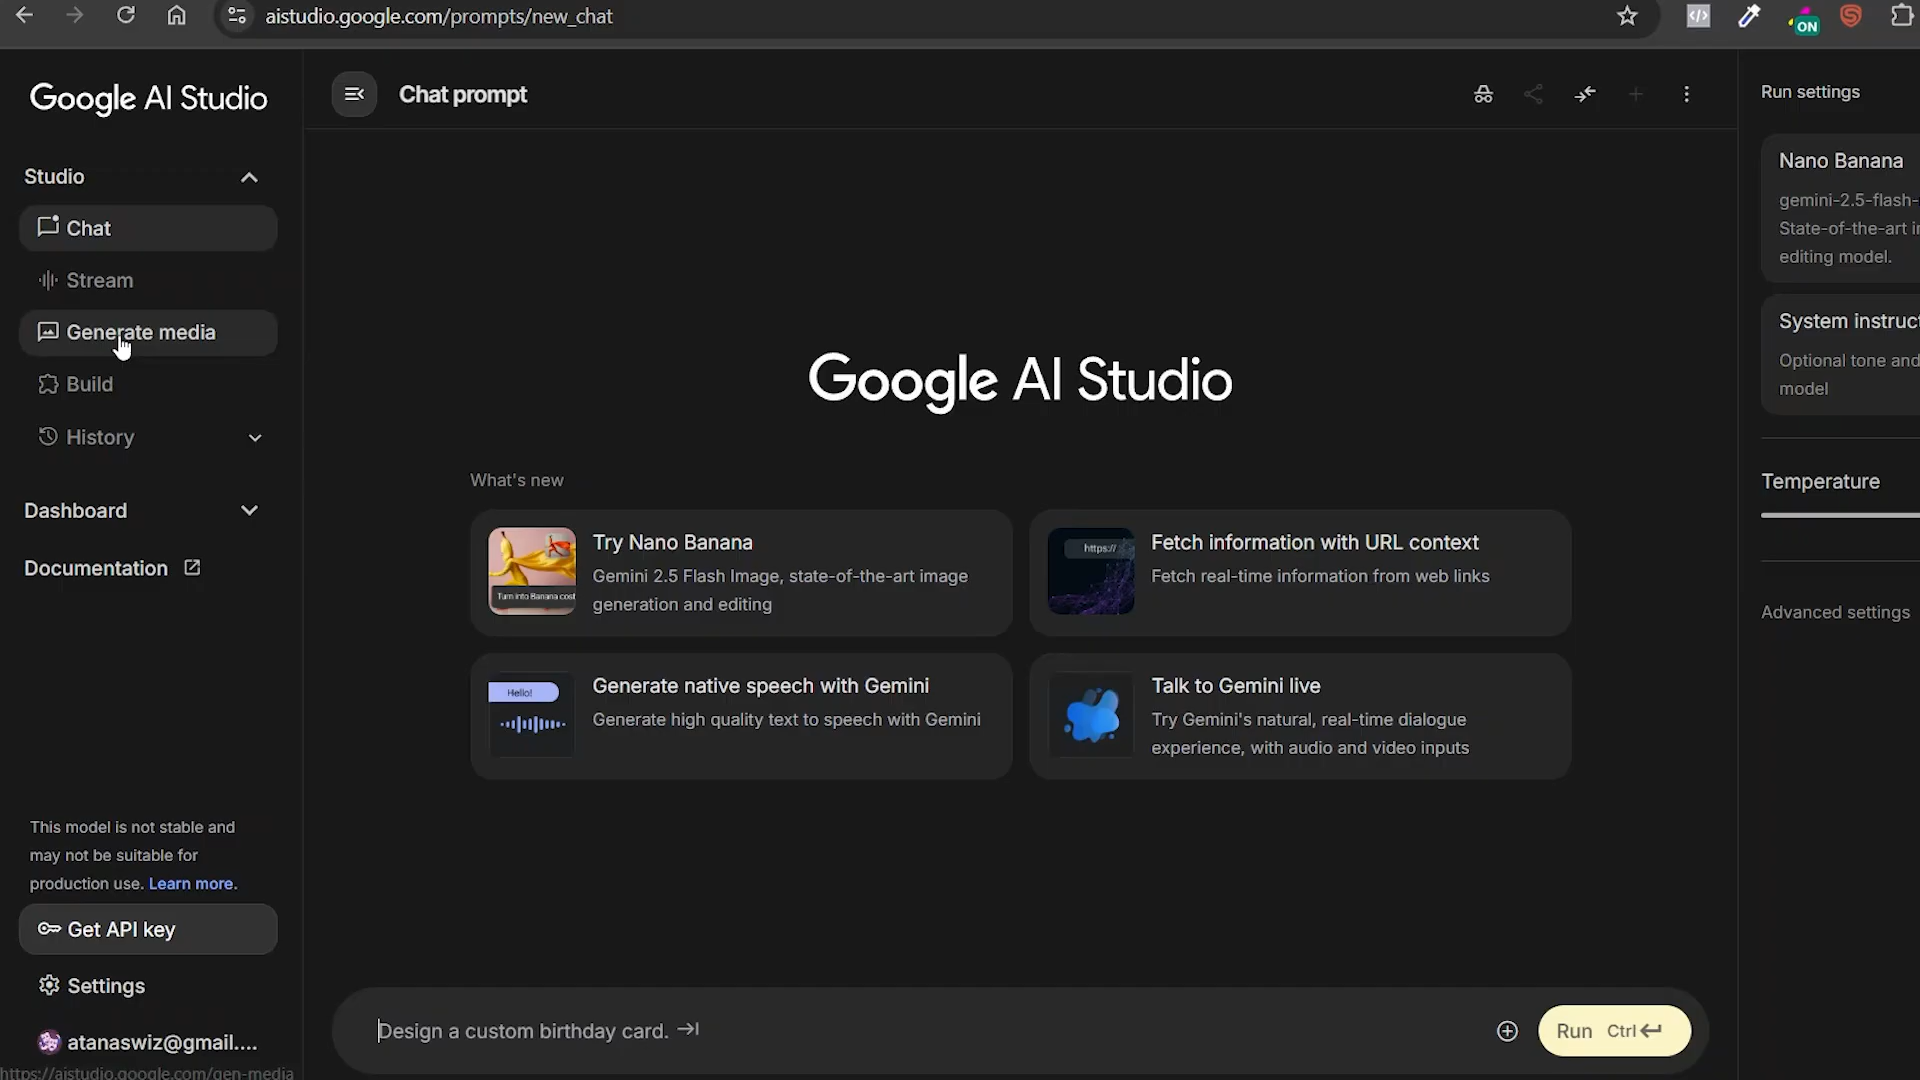 aistudio.google.com/prompts/new_chat
ON
Google AI Studio
Chat prompt
Run settings
Studio
Chat
Stream
Generate media
Build
History
Dashboard
Documentation
Nano Banana
gemini-2.5-flash-
State-of-the-art
editing model.
System instruct
Optional tone and
model
Temperature
Advanced settings
Google AI Studio
What's new
Try Nano Banana
Gemini 2.5 Flash Image, state-of-the-art image
generation and editing
Turn into Banana cost
Fetch information with URL context
Fetch real-time information from web links
https://
Generate native speech with Gemini
Generate high quality text to speech with Gemini
Hello!
Talk to Gemini live
Try Gemini's natural, real-time dialogue
experience, with audio and video inputs
This model is not stable and
may not be suitable for
production use. Learn more.
Get API key
Settings
atanaswiz@gmail....
Design a custom birthday card.
Run Ctrl
https://aistudio.google.com/gen-media